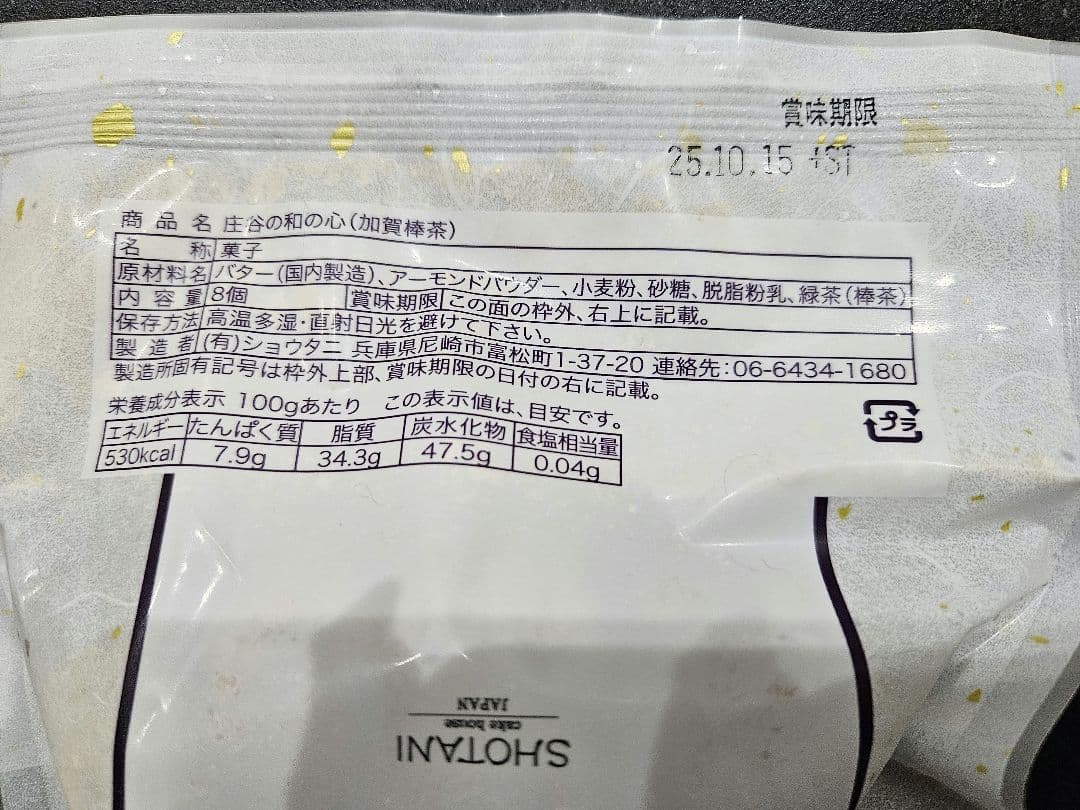 賞味期限
25.10.15 +ST
商品名 庄谷の和の心(加賀棒茶)
名称 菓子
原材料名 バター(国内製造)、アーモンドパウダー、小麦粉、砂糖、脱脂粉乳、緑茶(棒茶)
内容量 8個 賞味期限 この面の枠外、右上に記載。
保存方法 高温多湿・直射日光を避けて下さい。
製造者 (有)ショウタニ 兵庫県尼崎市富松町1-37-20 連絡先:06-6434-1680
製造所固有記号は枠外上部、賞味期限の日付の右に記載。
栄養成分表示 100gあたり この表示値は、目安です。
エネルギー たんぱく質 脂質 炭水化物 食塩相当量
530kcal 7.9g 34.3g 47.5g 0.04g
プラ
SHOTANI
cake house
JAPAN